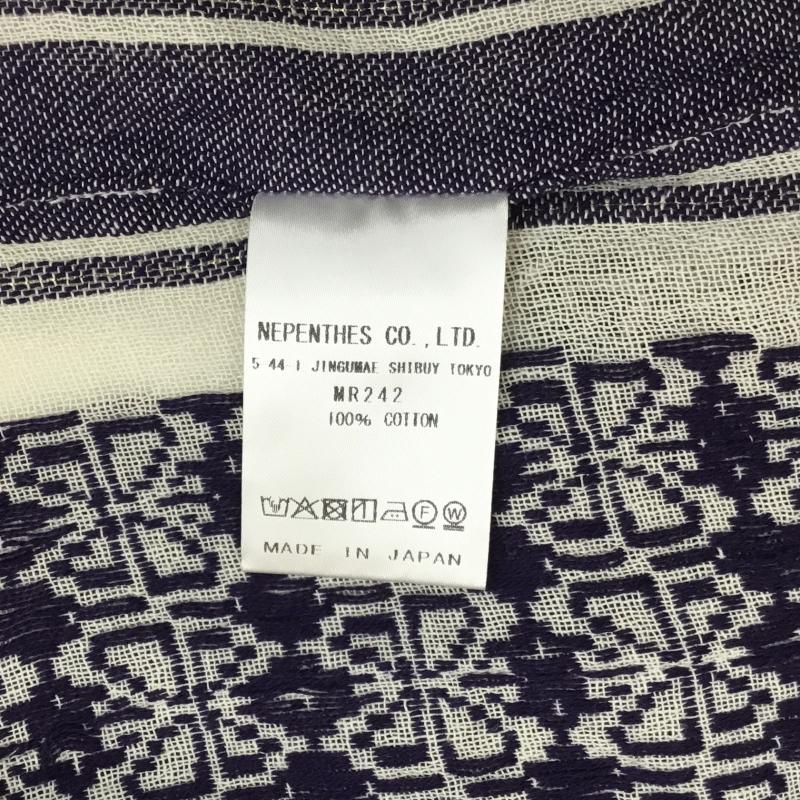 NEPENTHES CO.,LTD.
5-44-1 JINGUMAE SHIBUY TOKYO
MR242
100% COTTON
F W
MADE IN JAPAN